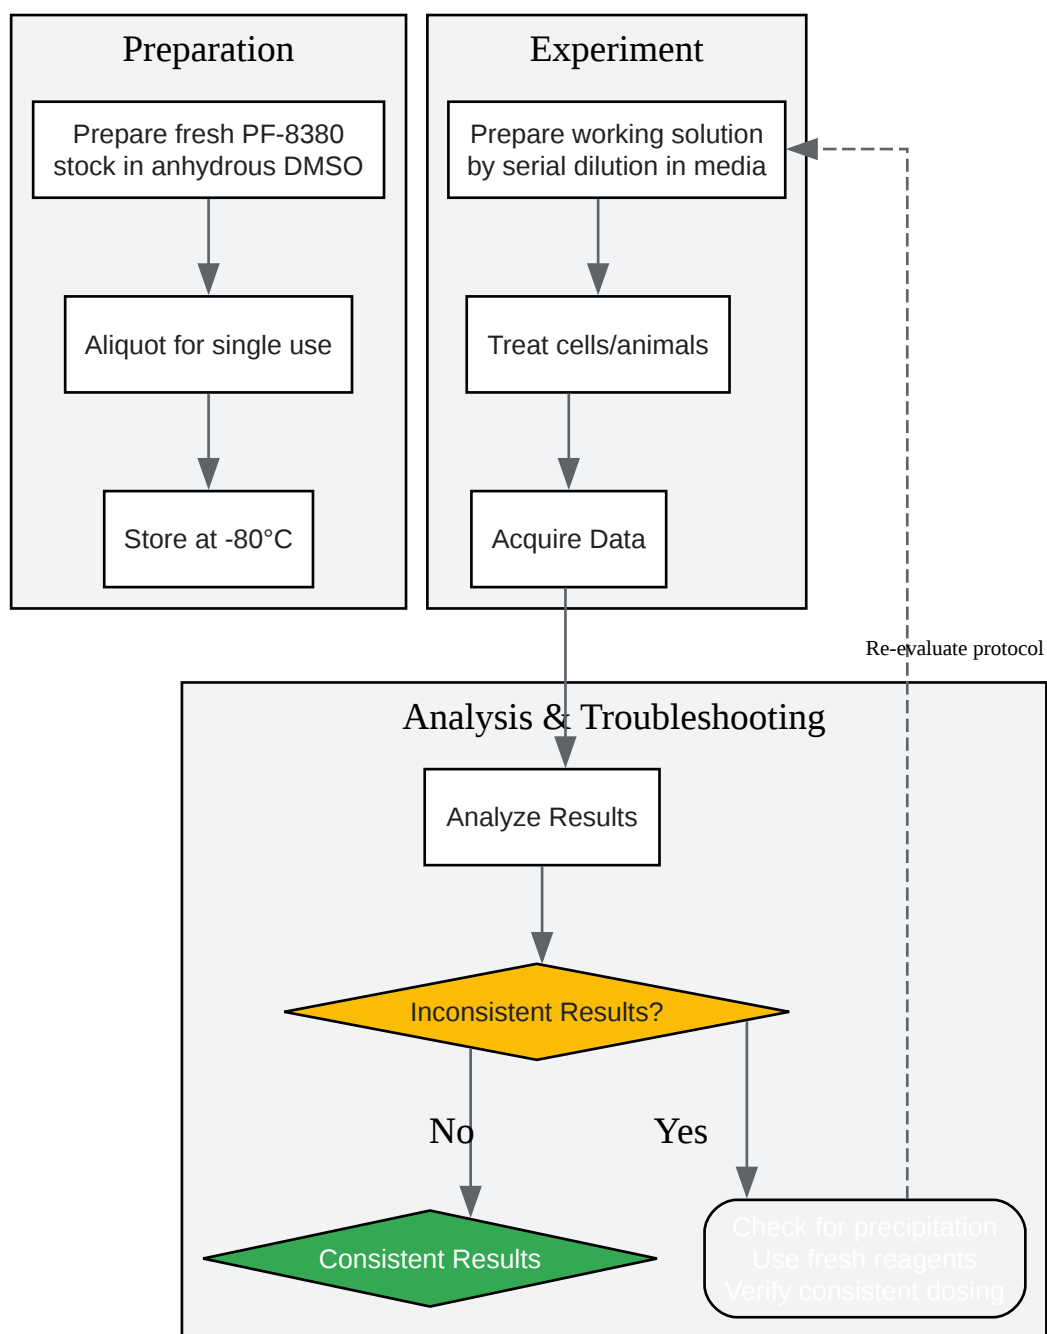 Preparation
Prepare fresh PF-8380
stock in anhydrous DMSO
Aliquot for single use
Store at -80°C
Experiment
Prepare working solution
by serial dilution in media
Treat cells/animals
Acquire Data
Re-evaluate protocol
Analysis & Troubleshooting
Analyze Results
Inconsistent Results?
No
Yes
Consistent Results
Check for precipitation
Use fresh reagents
Verify consistent dosing